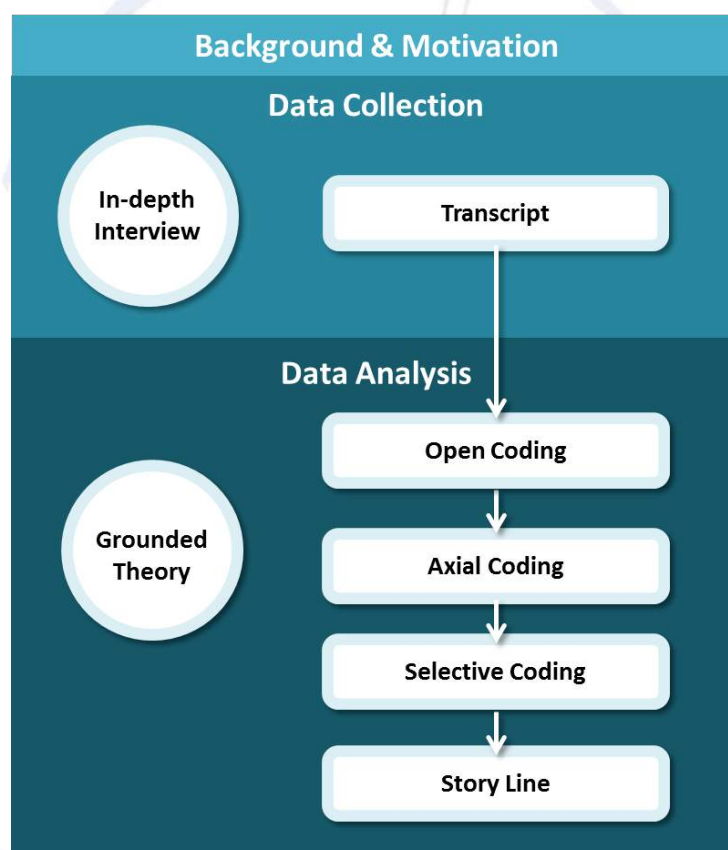 Background & Motivation
Data Collection
In-depth
Interview
Transcript
Data Analysis
Open Coding
Grounded
Theory
Axial Coding
Selective Coding
Story Line